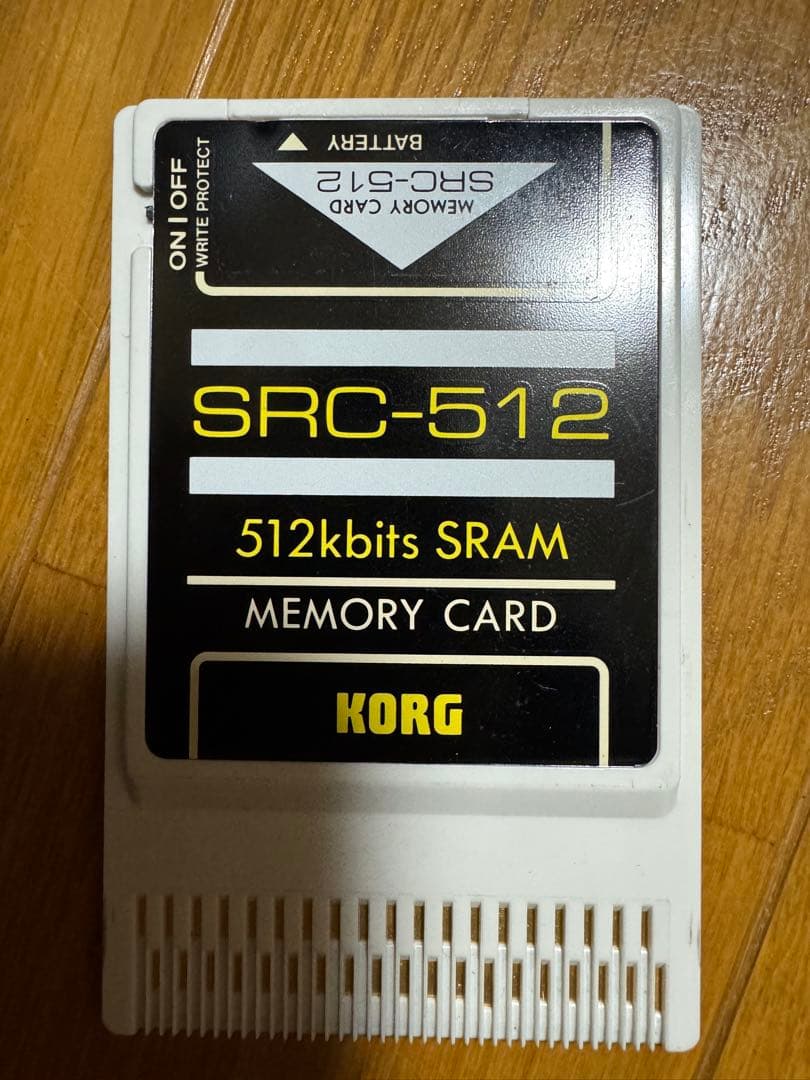 BATTERY
SRC-512
MEMORY CARD
ON OFF
WRITE PROTECT
SRC-512
512kbits SRAM
MEMORY CARD
KORG